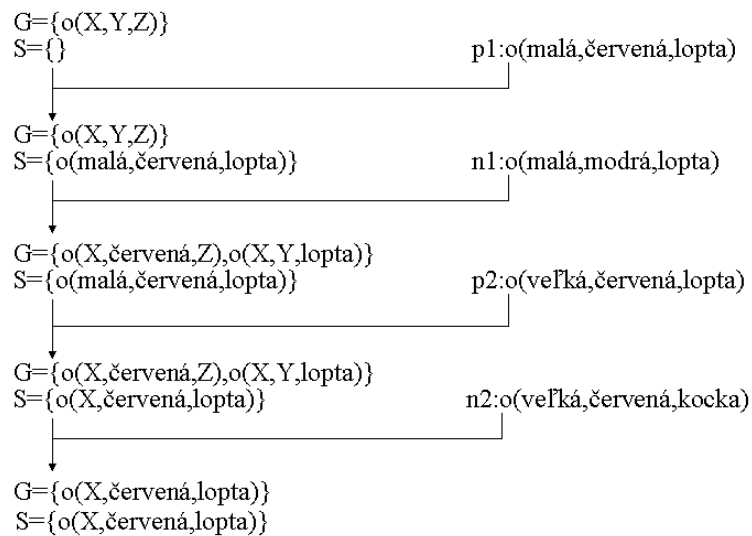 G={o(X,Y,Z)}
S={} p1:o(malá,červená,lopta)
G={o(X,Y,Z)}
S={o(malá,červená,lopta)} n1:o(malá,modrá,lopta)
G={o(X,červená,Z),o(X,Y,lopta)}
S={o(malá,červená,lopta)} p2:o(veľká,červená,lopta)
G={o(X,červená,Z),o(X,Y,lopta)}
S={o(X,červená,lopta)} n2:o(veľká,červená,kocka)
G={o(X,červená,lopta)}
S={o(X,červená,lopta)}